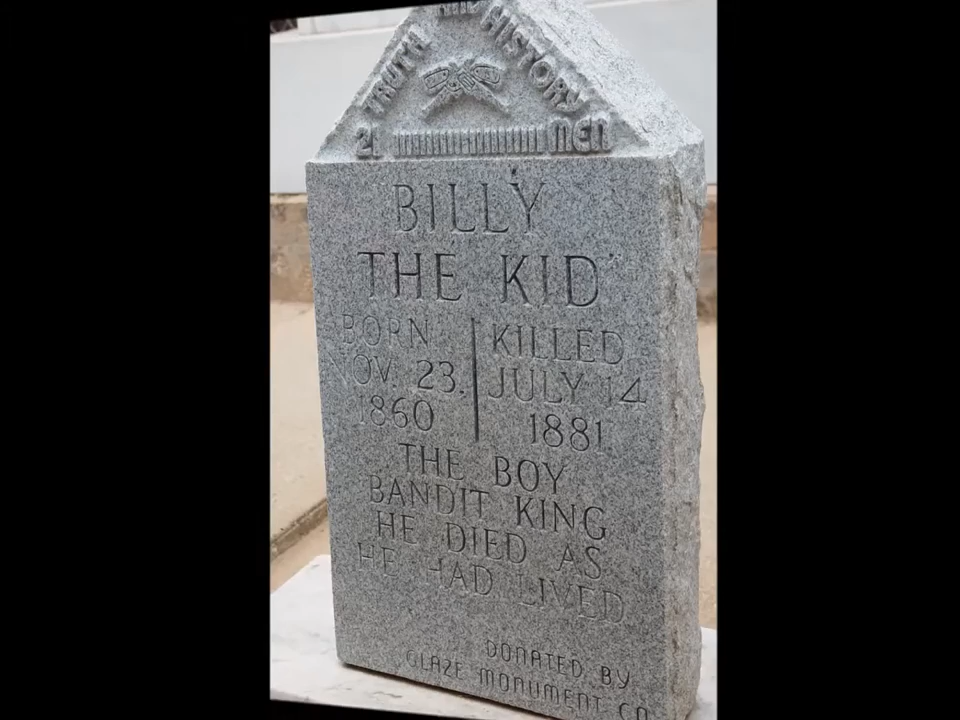 TRUTH AND HISTORY
21 MEN
BILLY
THE KID
BORN KILLED
NOV. 23. JULY 14
1860 1881
THE BOY
BANDIT KING
HE DIED AS
HE HAD LIVED
DONATED BY
GLAZE MONUMENT CO